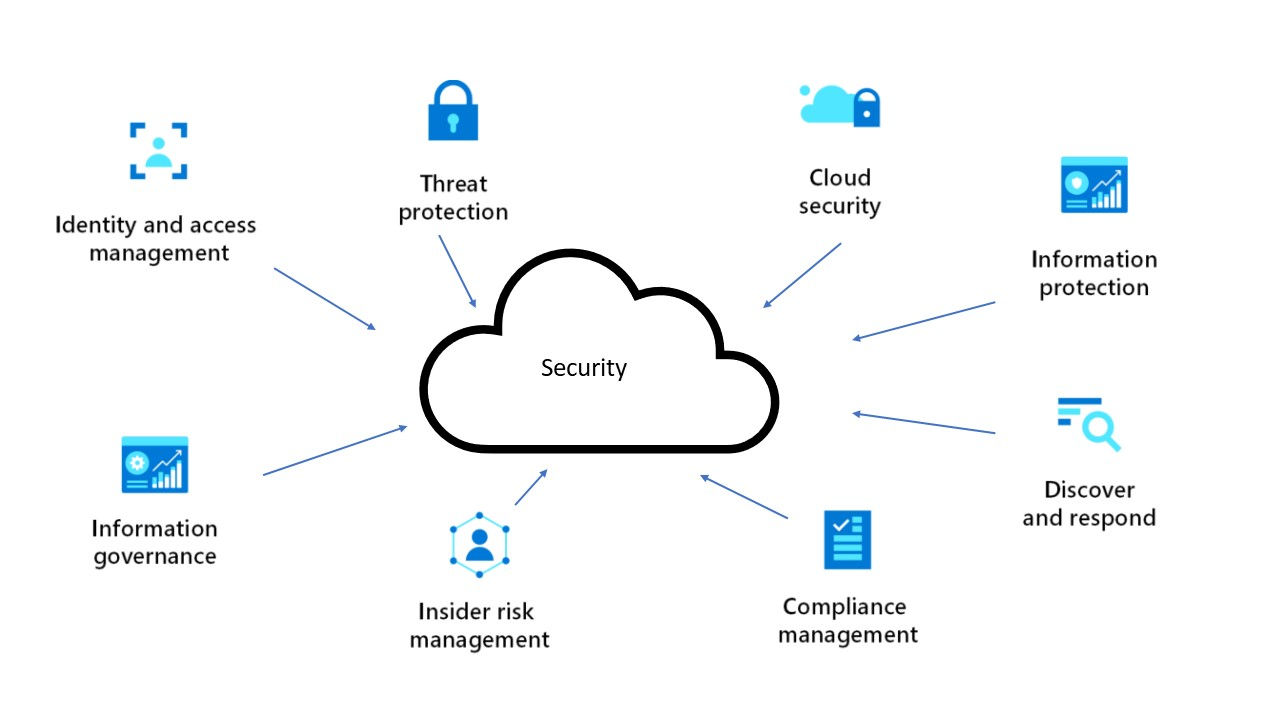 Identity and access
management
Threat
protection
Cloud
security
Information
protection
Security
Information
governance
Insider risk
management
Compliance
management
Discover
and respond